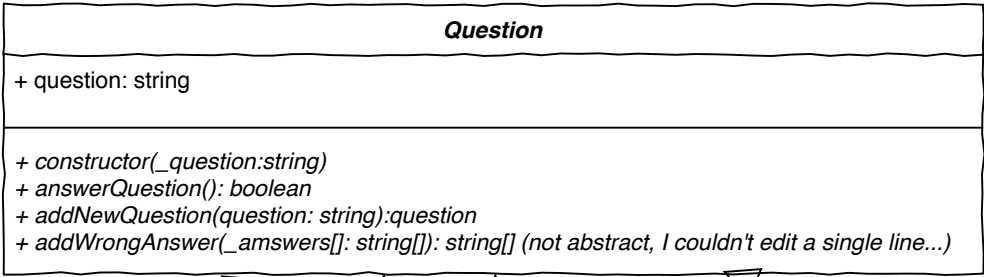 Question
+ question: string
+ constructor(_question:string)
+ answerQuestion(): boolean
+ addNewQuestion(question: string):question
+ addWrongAnswer(_amswers[]: string[]): string[] (not abstract, I couldn't edit a single line...)